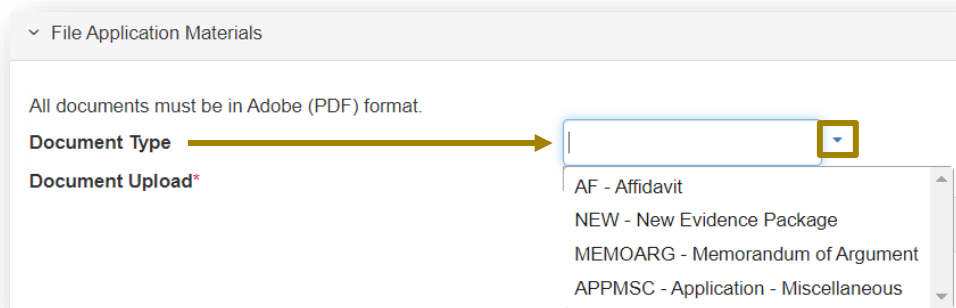 File Application Materials
All documents must be in Adobe (PDF) format.
Document Type
Document Upload*
AF - Affidavit
NEW - New Evidence Package
MEMOARG - Memorandum of Argument
APPMSC - Application - Miscellaneous